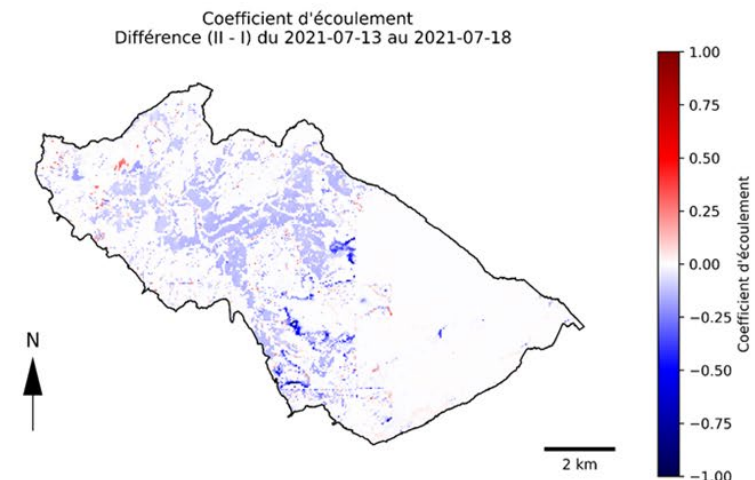 Coefficient d'écoulement
Différence (II - I) du 2021-07-13 au 2021-07-18
1.00
0.75
0.50
0.25
0.00
−0.25
−0.50
−0.75
−1.00
Coefficient d'écoulement
N
2 km